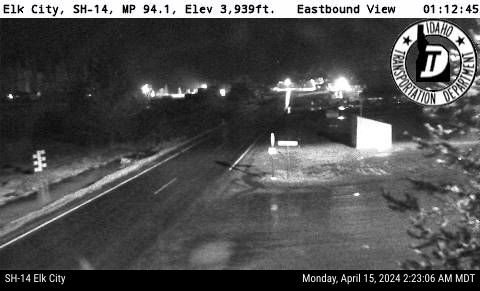 Elk City, SH-14, MP 94.1, Elev 3,939ft.   Eastbound View   01:12:45
IDAHO
TRANSPORTATION DEPARTMENT
SH-14 Elk City   Monday, April 15, 2024 2:23:06 AM MDT